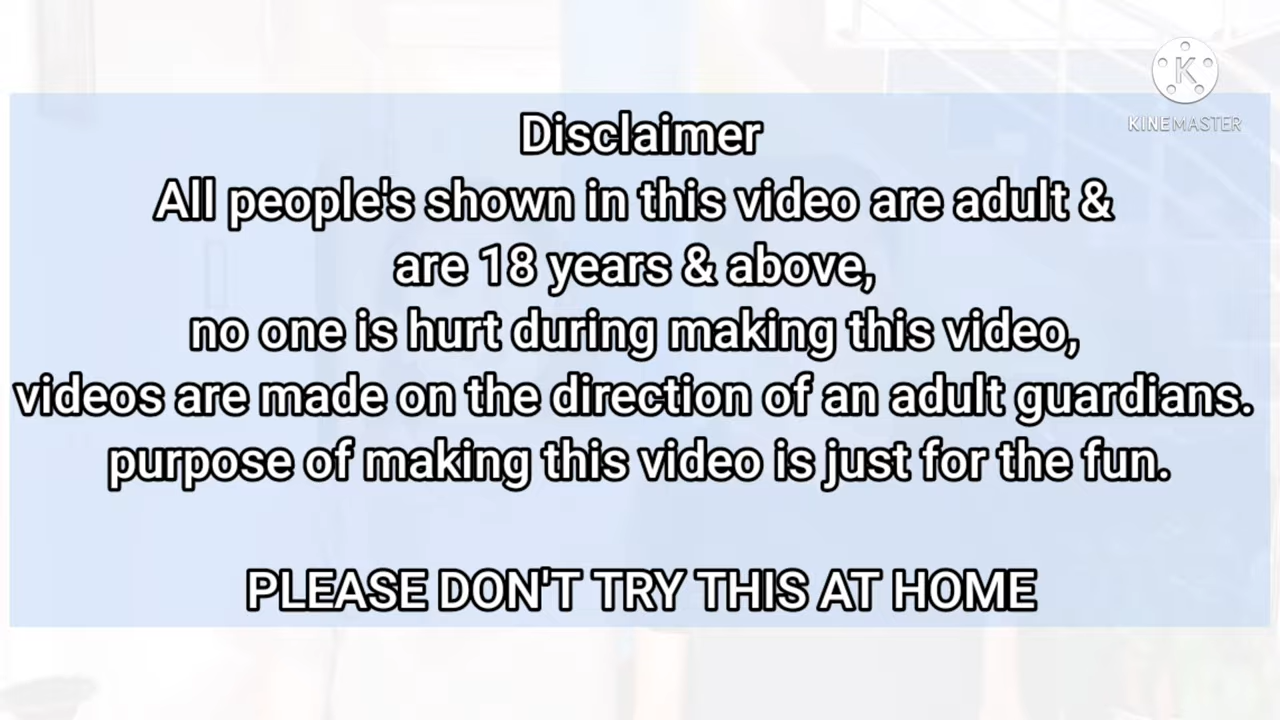 KINEMASTER
Disclaimer
All people's shown in this video are adult &
are 18 years & above,
no one is hurt during making this video,
videos are made on the direction of an adult guardians.
purpose of making this video is just for the fun.
PLEASE DON'T TRY THIS AT HOME